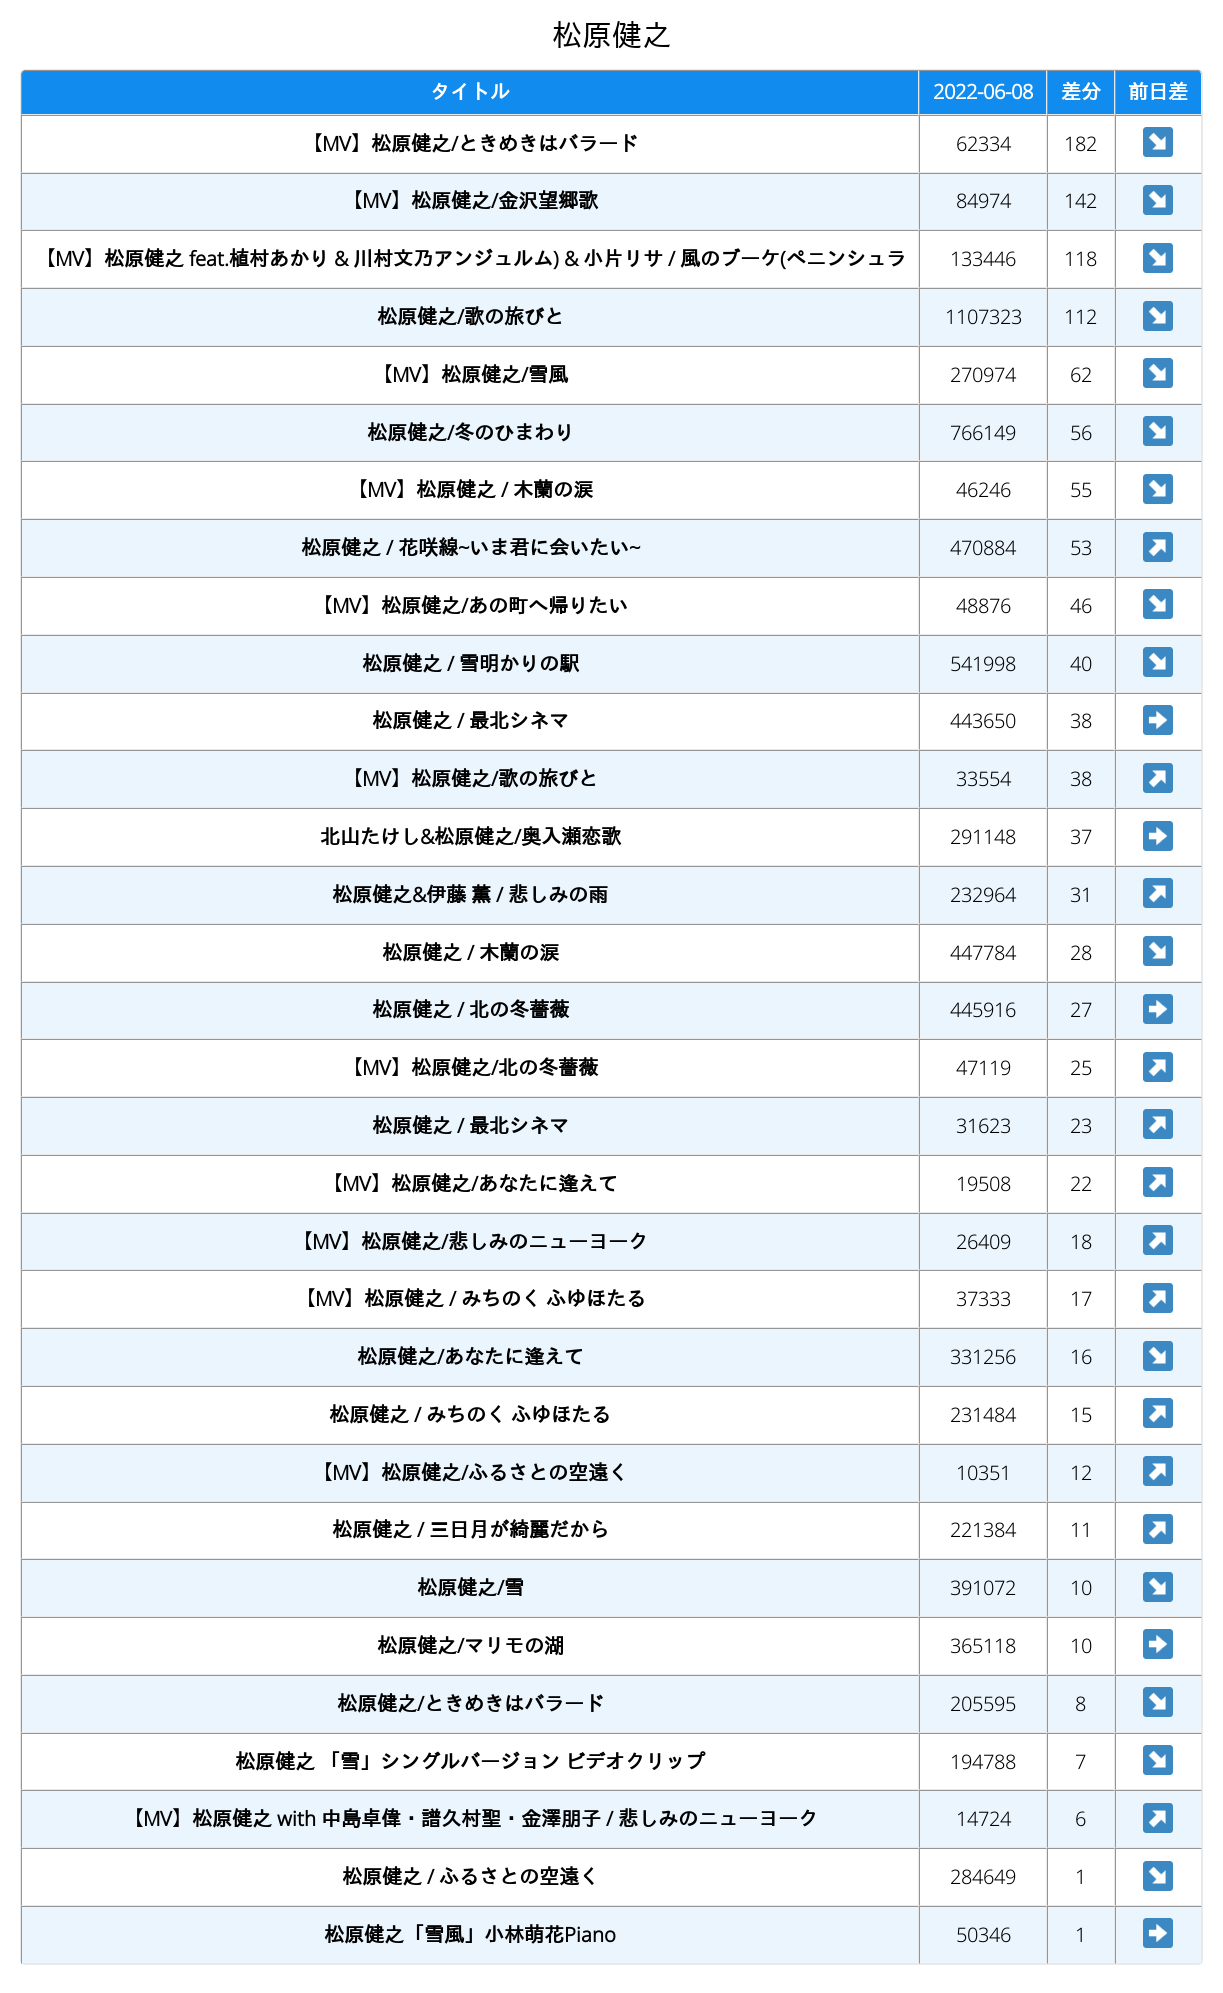 松原健之
タイトル 2022-06-08 差分 前日差
【MV】松原健之/ときめきはバラード 62334 182 ↘
【MV】松原健之/金沢望郷歌 84974 142 ↘
【MV】松原健之 feat.植村あかり & 川村文乃アンジュルム) & 小片リサ / 風のブーケ(ペニンシュラ 133446 118 ↘
松原健之/歌の旅びと 1107323 112 ↘
【MV】松原健之/雪風 270974 62 ↘
松原健之/冬のひまわり 766149 56 ↘
【MV】松原健之 / 木蘭の涙 46246 55 ↘
松原健之 / 花咲線~いま君に会いたい~ 470884 53 ↗
【MV】松原健之/あの町へ帰りたい 48876 46 ↘
松原健之 / 雪明かりの駅 541998 40 ↘
松原健之 / 最北シネマ 443650 38 ➡
【MV】松原健之/歌の旅びと 33554 38 ↗
北山たけし&松原健之/奥入瀬恋歌 291148 37 ➡
松原健之&伊藤 薫 / 悲しみの雨 232964 31 ↗
松原健之 / 木蘭の涙 447784 28 ↘
松原健之 / 北の冬薔薇 445916 27 ➡
【MV】松原健之/北の冬薔薇 47119 25 ↗
松原健之 / 最北シネマ 31623 23 ↗
【MV】松原健之/あなたに逢えて 19508 22 ↗
【MV】松原健之/悲しみのニューヨーク 26409 18 ↗
【MV】松原健之 / みちのく ふゆほたる 37333 17 ↗
松原健之/あなたに逢えて 331256 16 ↘
松原健之 / みちのく ふゆほたる 231484 15 ↗
【MV】松原健之/ふるさとの空遠く 10351 12 ↗
松原健之 / 三日月が綺麗だから 221384 11 ↗
松原健之/雪 391072 10 ↘
松原健之/マリモの湖 365118 10 ➡
松原健之/ときめきはバラード 205595 8 ↘
松原健之 「雪」シングルバージョン ビデオクリップ 194788 7 ↘
【MV】松原健之 with 中島卓偉・譜久村聖・金澤朋子 / 悲しみのニューヨーク 14724 6 ↗
松原健之 / ふるさとの空遠く 284649 1 ↘
松原健之「雪風」小林萌花Piano 50346 1 ➡